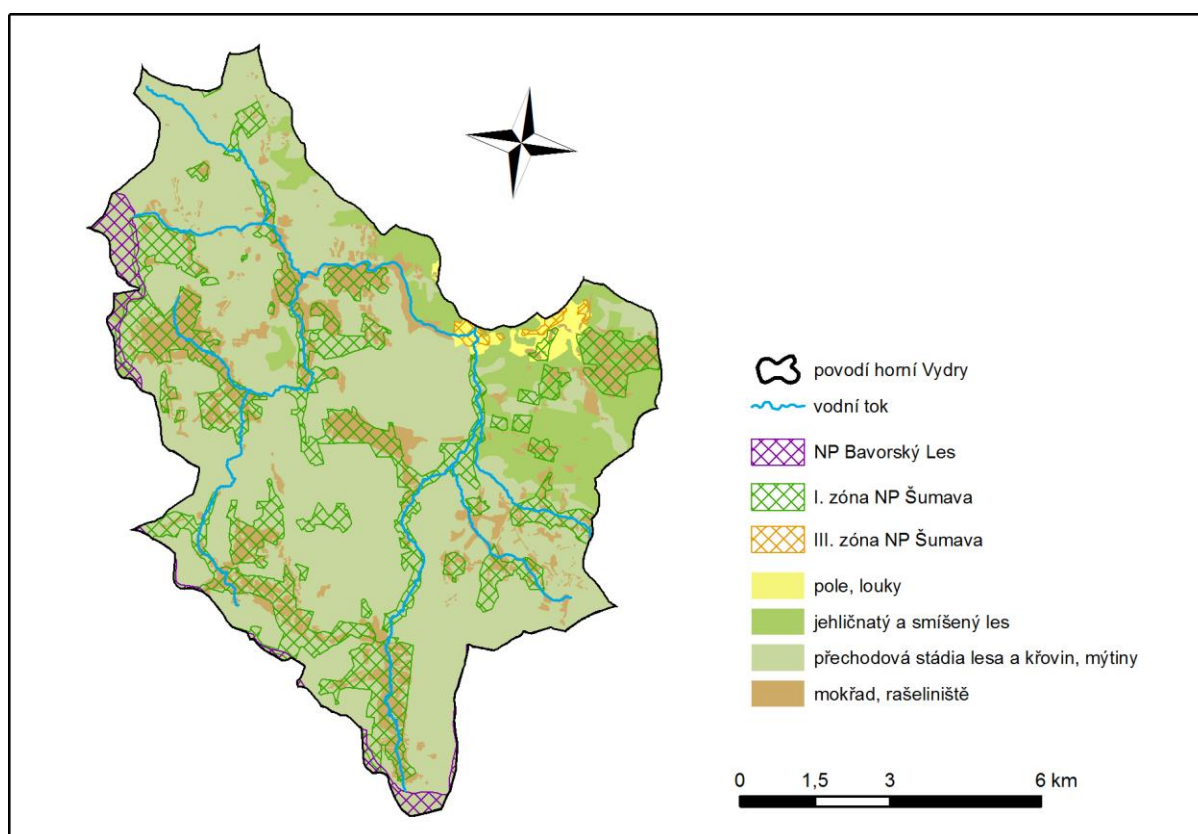 povodí horní Vydry
vodní tok
NP Bavorský Les
I. zóna NP Šumava
III. zóna NP Šumava
pole, louky
jehličnatý a smíšený les
přechodová stádia lesa a křovin, mýtiny
mokřad, rašeliniště
0 1,5 3 6 km